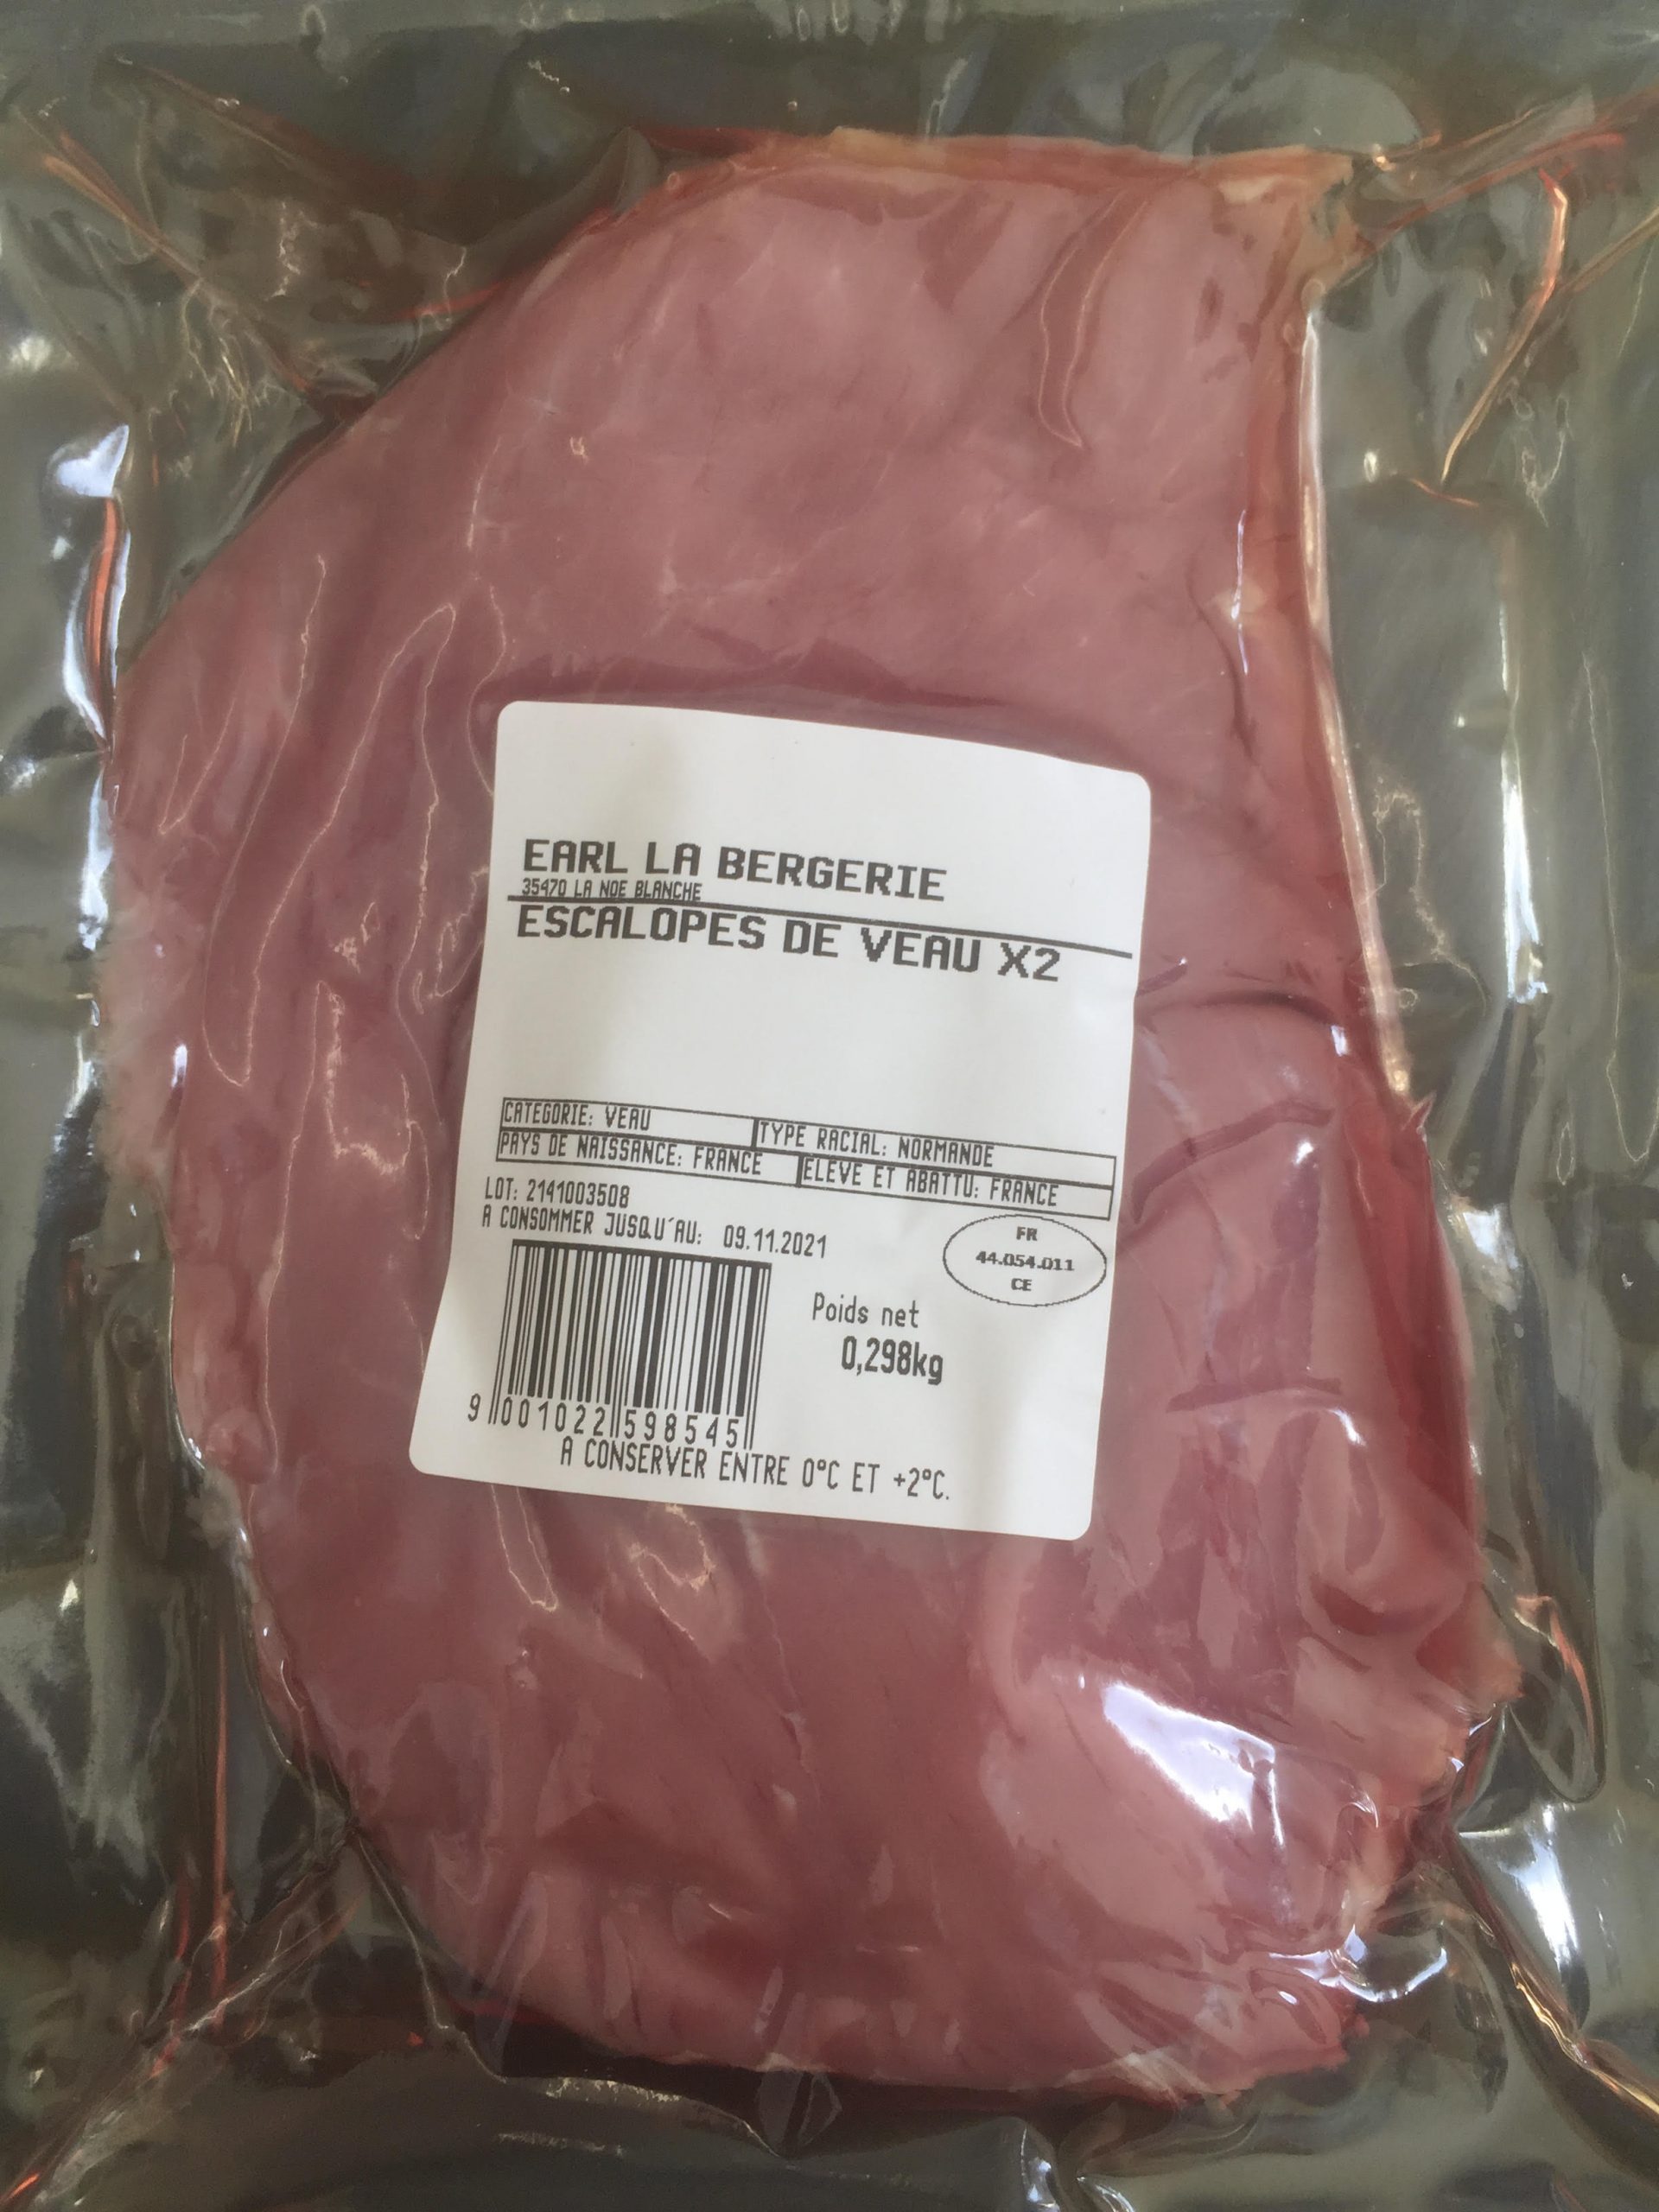 EARL LA BERGERIE
35470 LA NOE BLANCHE
ESCALOPES DE VEAU X2
CATEGORIE: VEAU
TYPE RACIAL: NORMANDE
PAYS DE NAISSANCE: FRANCE
ELEVE ET ABATTU: FRANCE
LOT: 2141003508
A CONSOMMER JUSQU'AU: 09.11.2021
FR
44.054.011
CE
Poids net
0,298kg
9 001022 598545
A CONSERVER ENTRE 0°C ET +2°C.